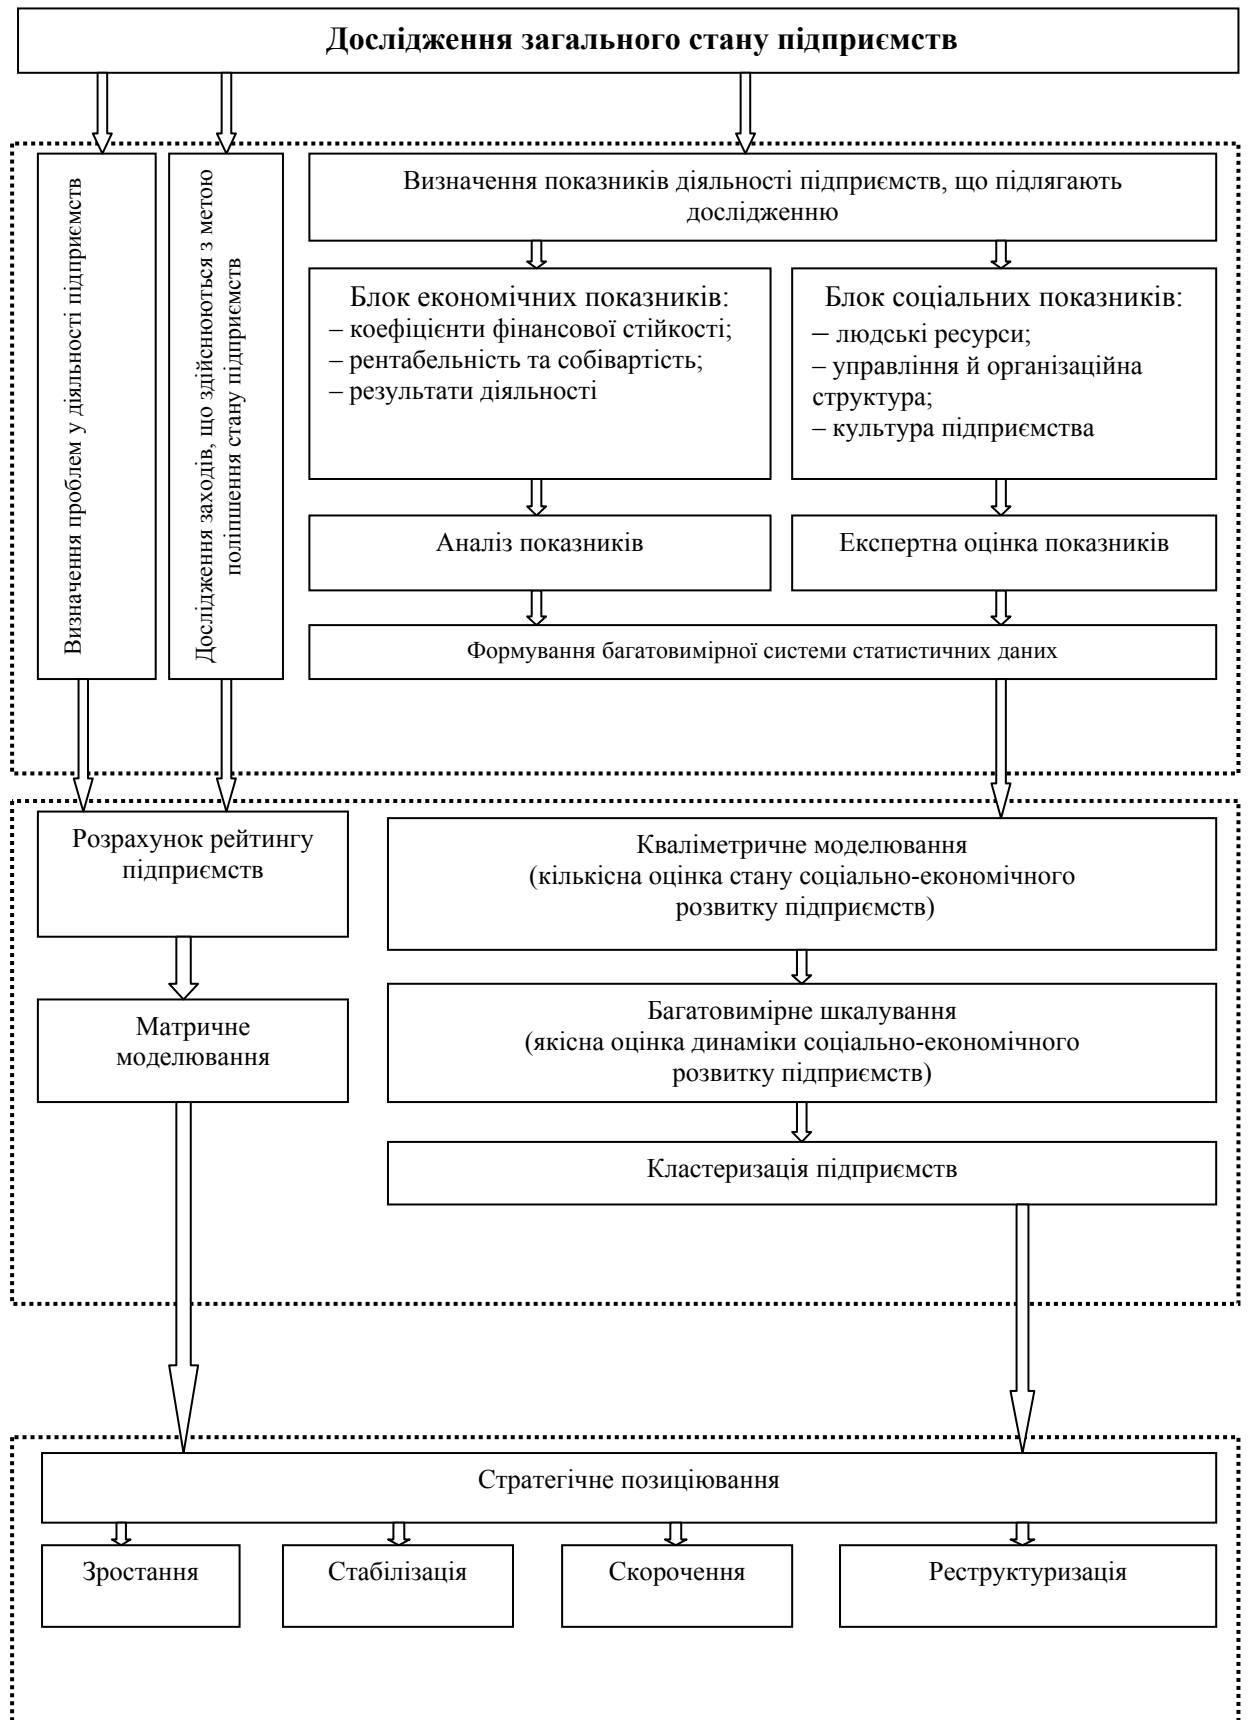 Дослідження загального стану підприємств
Визначення проблем у діяльності підприємств
Дослідження заходів, що здійснюються з метою
поліпшення стану підприємств
Визначення показників діяльності підприємств, що підлягають
дослідженню
Блок економічних показників:
– коефіцієнти фінансової стійкості;
– рентабельність та собівартість;
– результати діяльності
Блок соціальних показників:
– людські ресурси;
– управління й організаційна
структура;
– культура підприємства
Аналіз показників
Експертна оцінка показників
Формування багатовимірної системи статистичних даних
Розрахунок рейтингу
підприємств
Матричне
моделювання
Кваліметричне моделювання
(кількісна оцінка стану соціально-економічного
розвитку підприємств)
Багатовимірне шкалування
(якісна оцінка динаміки соціально-економічного
розвитку підприємств)
Кластеризація підприємств
Стратегічне позиціювання
Зростання
Стабілізація
Скорочення
Реструктуризація